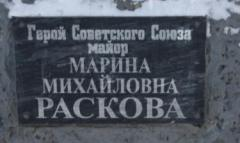 Герой Советского Союза
майор
МАРИНА
МИХАЙЛОВНА
РАСКОВА